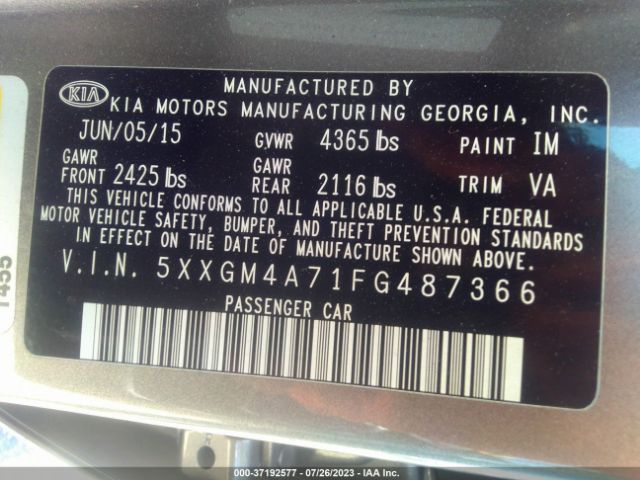 MANUFACTURED BY
KIA KIA MOTORS MANUFACTURING GEORGIA, INC.
JUN/05/15 GVWR 4365 lbs PAINT IM
GAWR FRONT 2425 lbs GAWR REAR 2116 lbs TRIM VA
THIS VEHICLE CONFORMS TO ALL APPLICABLE U.S.A. FEDERAL
MOTOR VEHICLE SAFETY, BUMPER, AND THEFT PREVENTION STANDARDS
IN EFFECT ON THE DATE OF MANUFACTURE SHOWN ABOVE.
V.I.N. 5XXGM4A71FG487366
PASSENGER CAR
1455
000-37192577 | 07/26/2023 | IAA Inc.